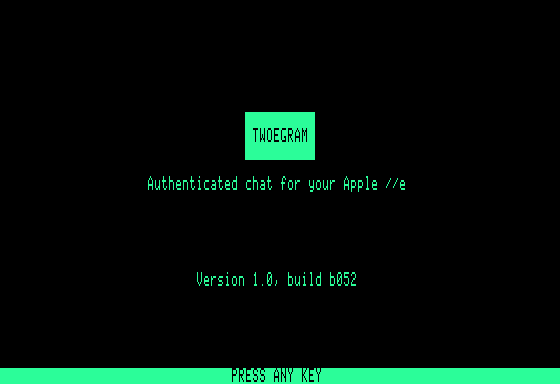 TWOEGRAM
Authenticated chat for your Apple //e
Version 1.0, build b052
PRESS ANY KEY